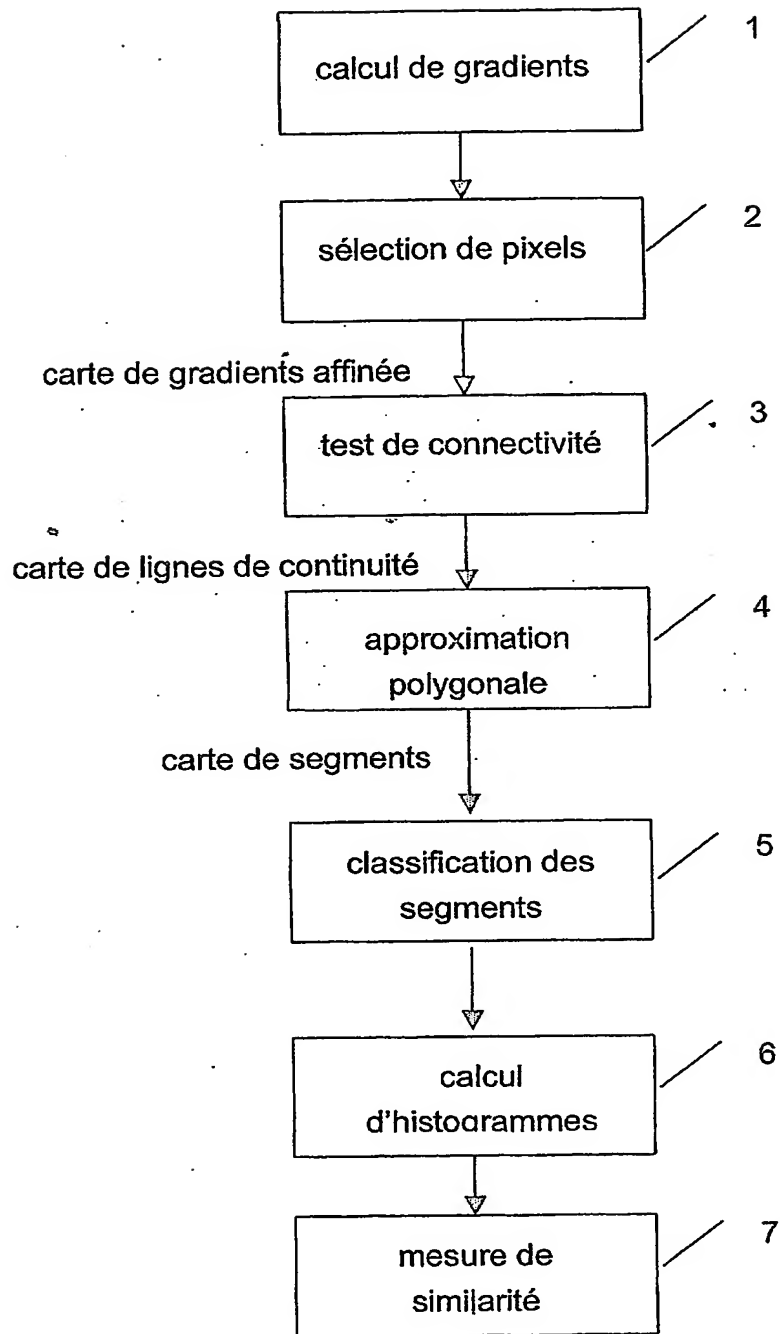 1
calcul de gradients
2
sélection de pixels
carte de gradients affinée
3
test de connectivité
carte de lignes de continuité
4
approximation
polygonale
carte de segments
5
classification des
segments
6
calcul
d'histogrammes
7
mesure de
similarité